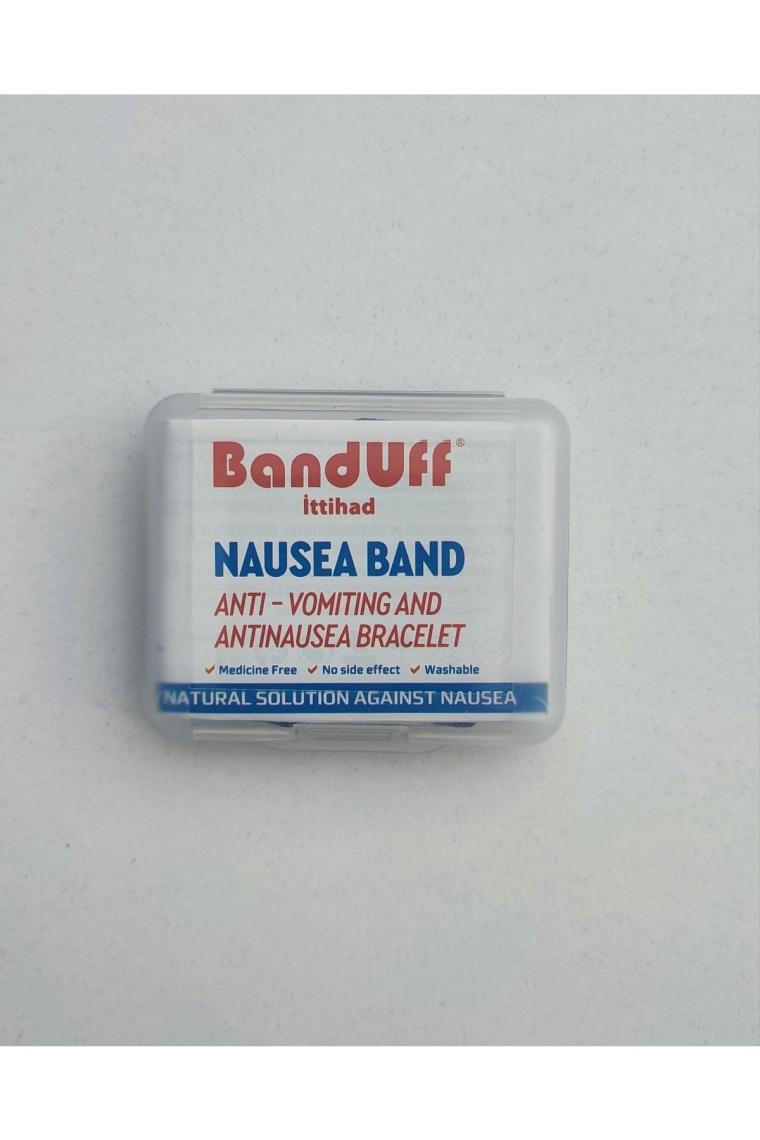 BandUff®
İttihad
NAUSEA BAND
ANTI – VOMITING AND
ANTINAUSEA BRACELET
✓ Medicine Free ✓ No side effect ✓ Washable
NATURAL SOLUTION AGAINST NAUSEA